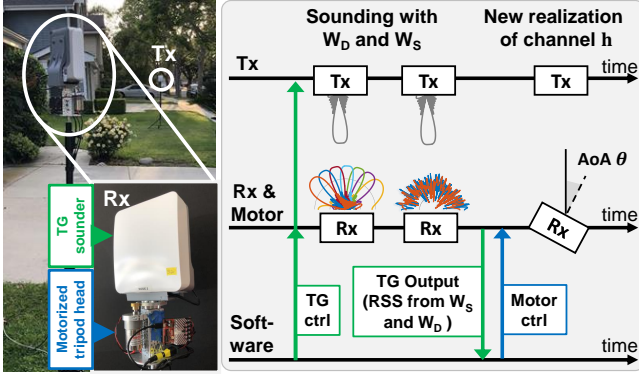 Tx
Rx
TG
sounder
Motorized
tripod head
Sounding with
W_D and W_S
New realization
of channel h
Tx
time
Tx
Tx
Tx
AoA θ
Rx &
Motor
time
Rx
Rx
Rx
TG
ctrl
TG Output
(RSS from W_S
and W_D )
Motor
ctrl
Soft-
ware
time